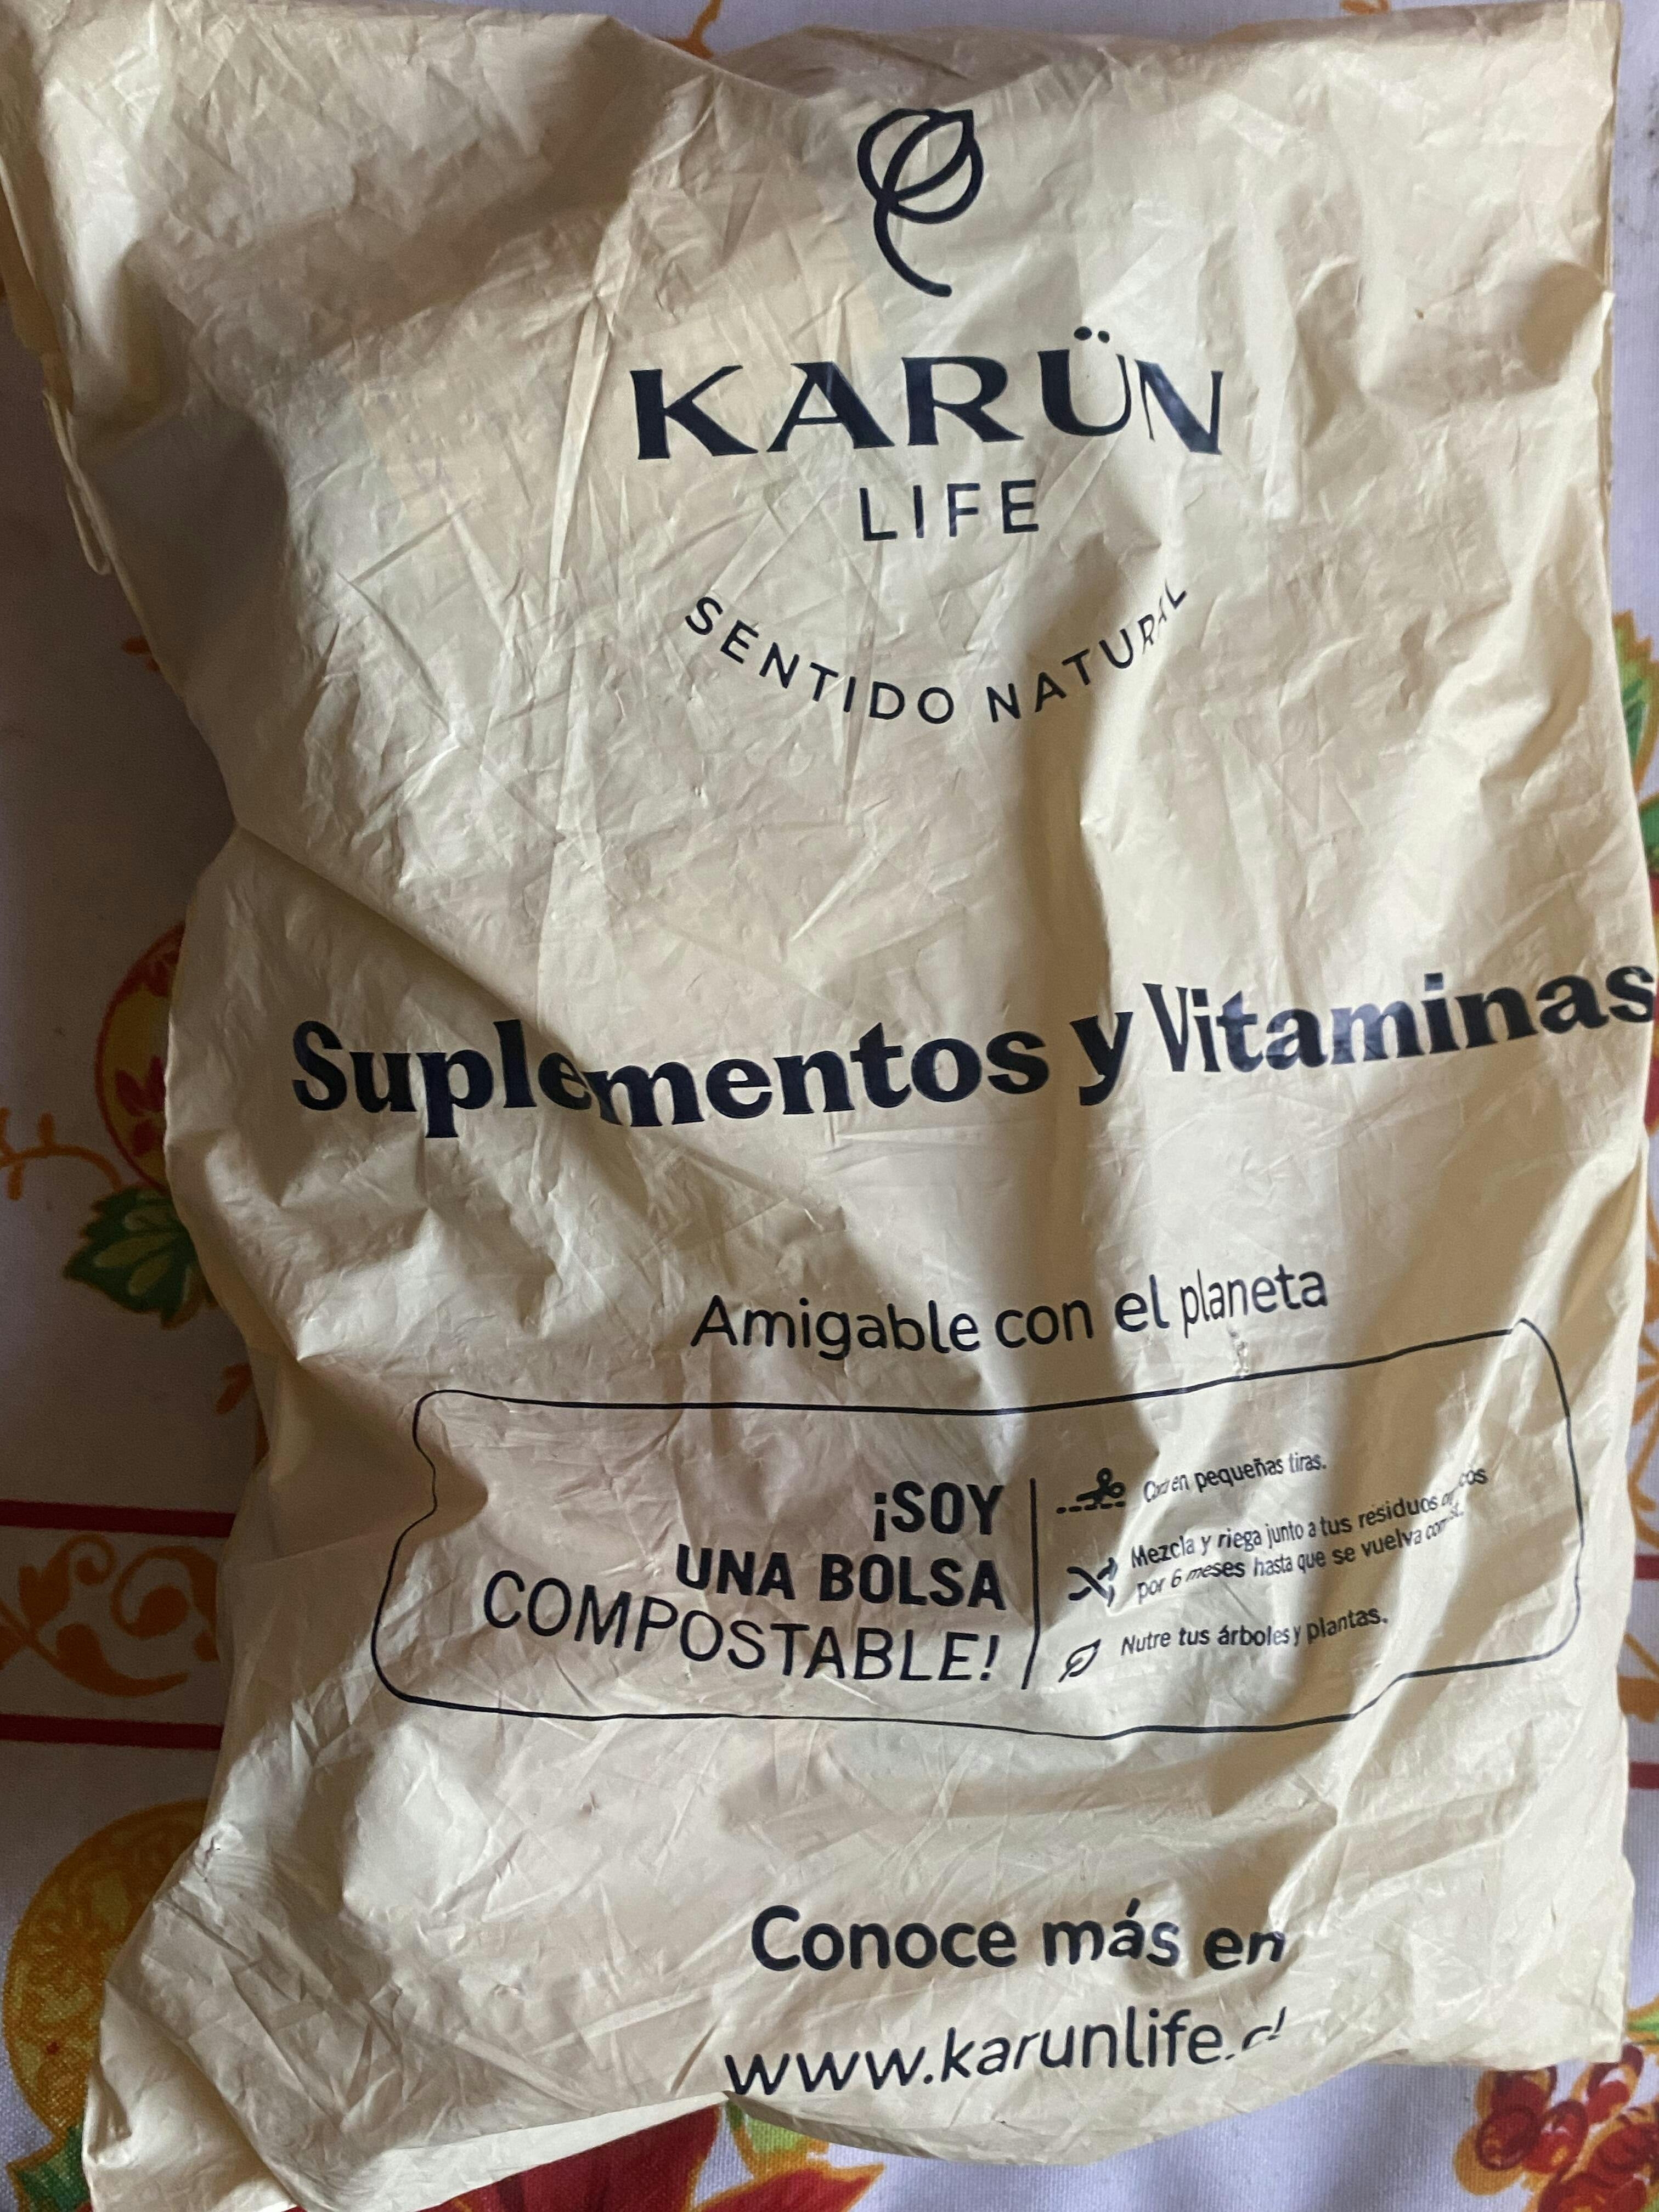 KARÜN
LIFE
SENTIDO NATURAL
Suplementos y Vitaminas
Amigable con el planeta
¡SOY
UNA BOLSA
COMPOSTABLE!
en pequeñas tiras.
Mezcla y riega junto a tus residuos
por 6 meses hasta que se vuelva
Nutre tus árboles y plantas.
Conoce más en
www.karunlife.cl